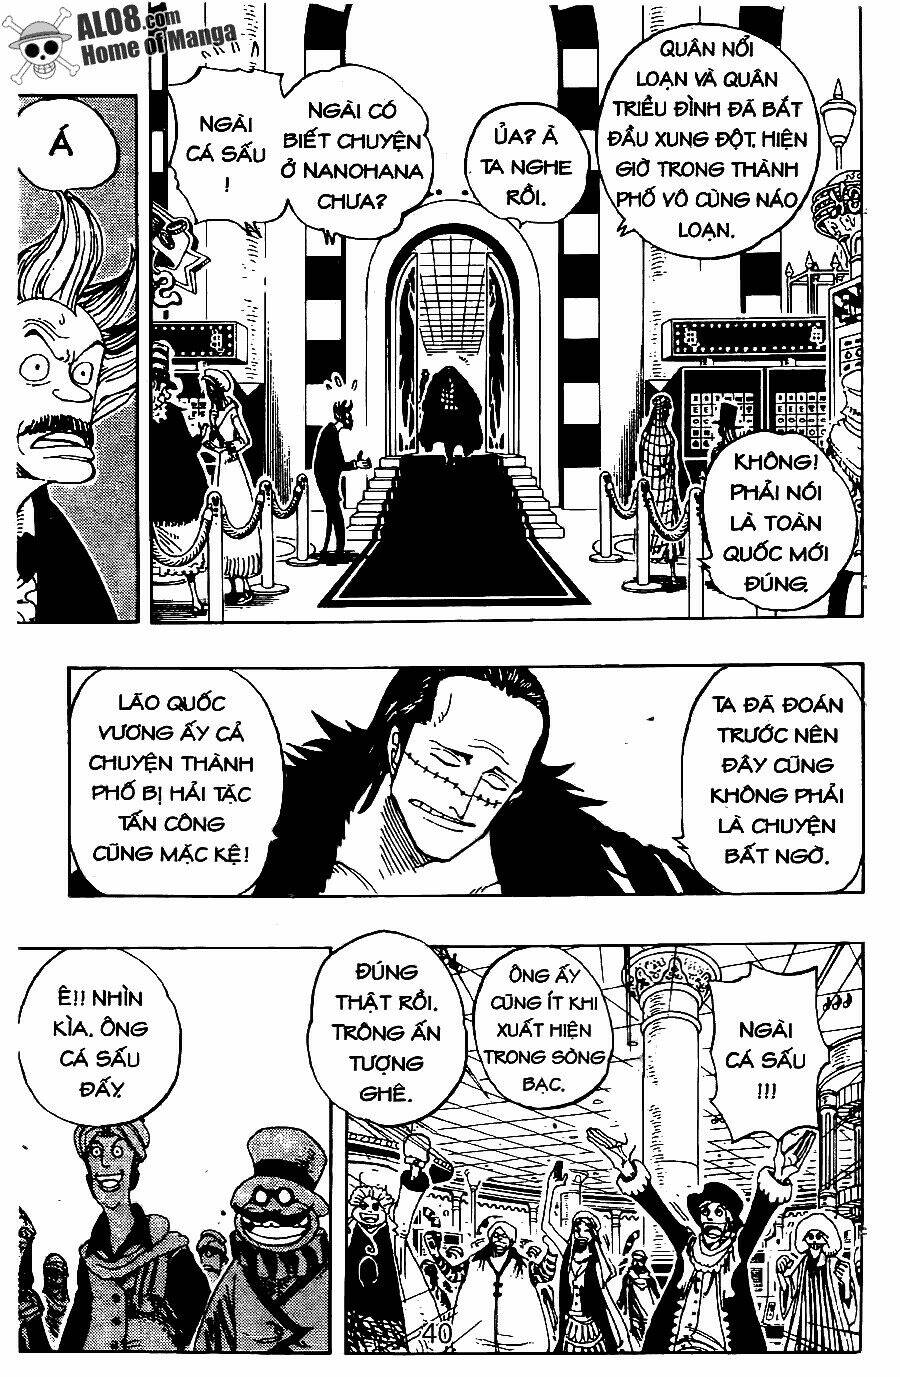 AL08.com
Home of Manga
Á
NGÀI
CÁ SẤU
!
NGÀI CÓ
BIẾT CHUYỆN
Ở NANOHANA
CHƯA?
ỦA? À
TA NGHE
RỒI.
QUÂN NỔI
LOẠN VÀ QUÂN
TRIỀU ĐÌNH ĐÃ BẮT
ĐẦU XUNG ĐỘT. HIỆN
GIỜ TRONG THÀNH
PHỐ VÔ CÙNG NÁO
LOẠN.
KHÔNG!
PHẢI NÓI
LÀ TOÀN
QUỐC MỚI
ĐÚNG.
LÃO QUỐC
VƯƠNG ẤY CẢ
CHUYỆN THÀNH
PHỐ BỊ HẢI TẶC
TẤN CÔNG
CŨNG MẶC KỆ!
TA ĐÃ ĐOÁN
TRƯỚC NÊN
ĐÂY CŨNG
KHÔNG PHẢI
LÀ CHUYỆN
BẤT NGỜ.
Ê!! NHÌN
KÌA. ÔNG
CÁ SẤU
ĐẤY.
ĐÚNG
THẬT RỒI.
TRÔNG ẤN
TƯỢNG
GHÊ.
ÔNG ẤY
CŨNG ÍT KHI
XUẤT HIỆN
TRONG SÒNG
BẠC.
NGÀI
CÁ SẤU
!!!
40